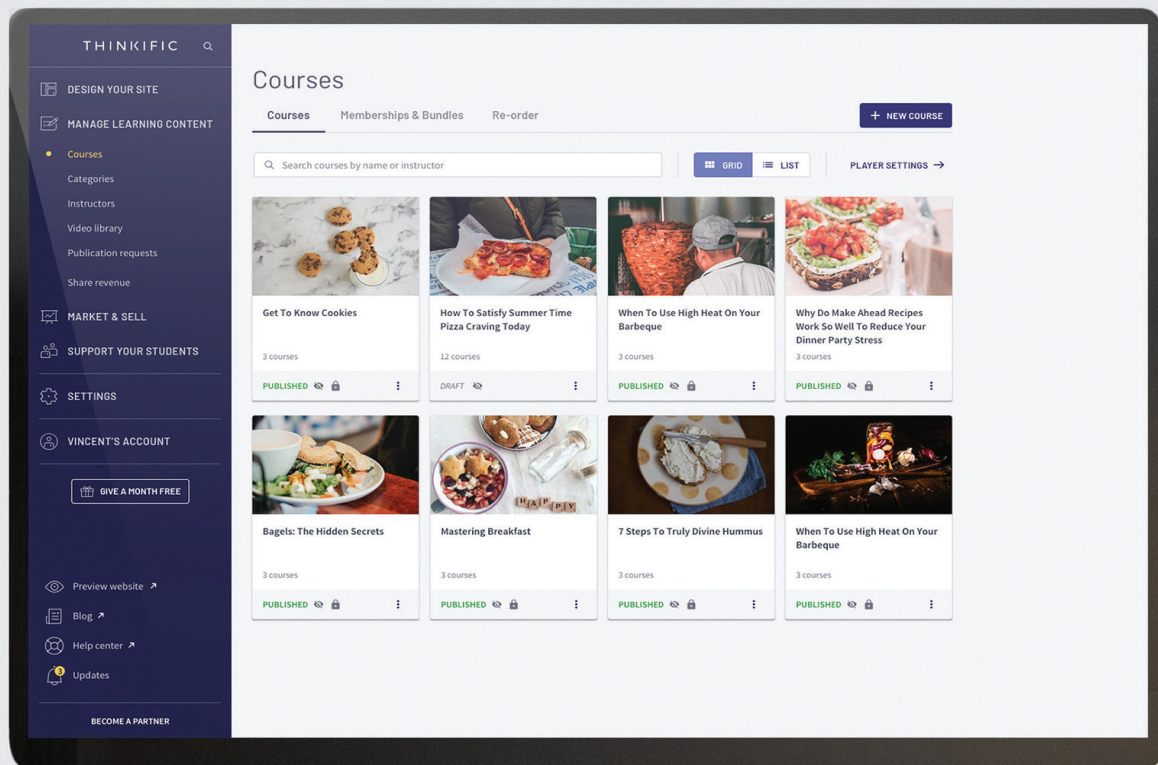 THINKIFIC
DESIGN YOUR SITE
MANAGE LEARNING CONTENT
Courses
Categories
Instructors
Video library
Publication requests
Share revenue
MARKET & SELL
SUPPORT YOUR STUDENTS
SETTINGS
VINCENT'S ACCOUNT
GIVE A MONTH FREE
Preview website
Blog
Help center
3
Updates
BECOME A PARTNER
Courses
Courses
Memberships & Bundles
Re-order
+ NEW COURSE
Search courses by name or instructor
GRID
LIST
PLAYER SETTINGS →
Get To Know Cookies
3 courses
PUBLISHED
How To Satisfy Summer Time
Pizza Craving Today
12 courses
DRAFT
When To Use High Heat On Your
Barbeque
3 courses
PUBLISHED
Why Do Make Ahead Recipes
Work So Well To Reduce Your
Dinner Party Stress
3 courses
PUBLISHED
Bagels: The Hidden Secrets
3 courses
PUBLISHED
HAPPY
Mastering Breakfast
3 courses
PUBLISHED
7 Steps To Truly Divine Hummus
3 courses
PUBLISHED
When To Use High Heat On Your
Barbeque
3 courses
PUBLISHED